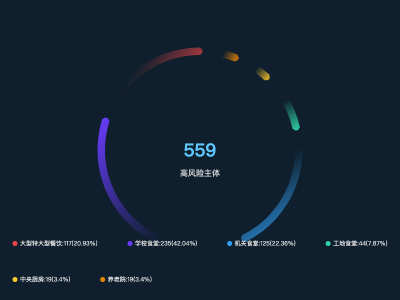 559
高风险主体
大型特大型餐饮:117(20.93%) 学校食堂:235(42.04%) 机关食堂:125(22.36%) 工地食堂:44(7.87%)
中央厨房:19(3.4%) 养老院:19(3.4%)